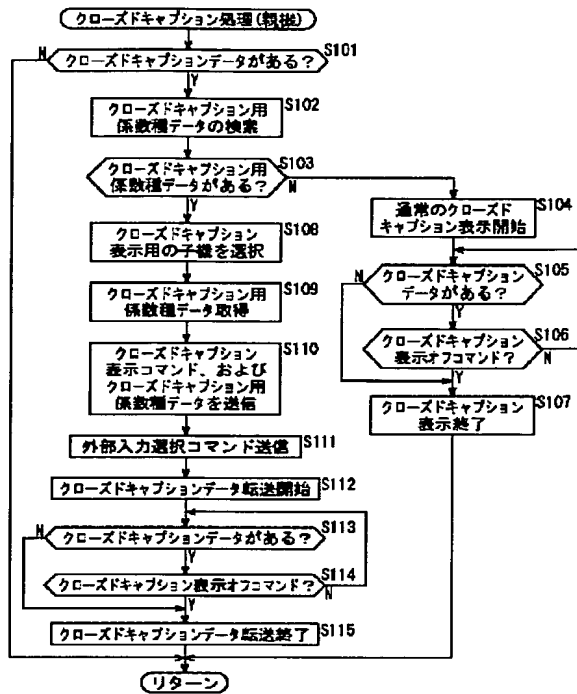 クローズドキャプション処理(親機)
N
クローズドキャプションデータがある？
S101
Y
クローズドキャプション用
係数種データの検索
S102
クローズドキャプション用
係数種データがある？
S103
N
Y
通常のクローズド
キャプション表示開始
S104
クローズドキャプション
表示用の子機を選択
S108
N
クローズドキャプション
データがある？
S105
Y
クローズドキャプション用
係数種データ取得
S109
クローズドキャプション
表示オフコマンド？
S106
N
Y
クローズドキャプション
表示コマンド、および
クローズドキャプション用
係数種データを送信
S110
クローズドキャプション
表示終了
S107
外部入力選択コマンド送信
S111
クローズドキャプションデータ転送開始
S112
N
クローズドキャプションデータがある？
S113
Y
クローズドキャプション表示オフコマンド？
S114
N
Y
クローズドキャプションデータ転送終了
S115
リターン